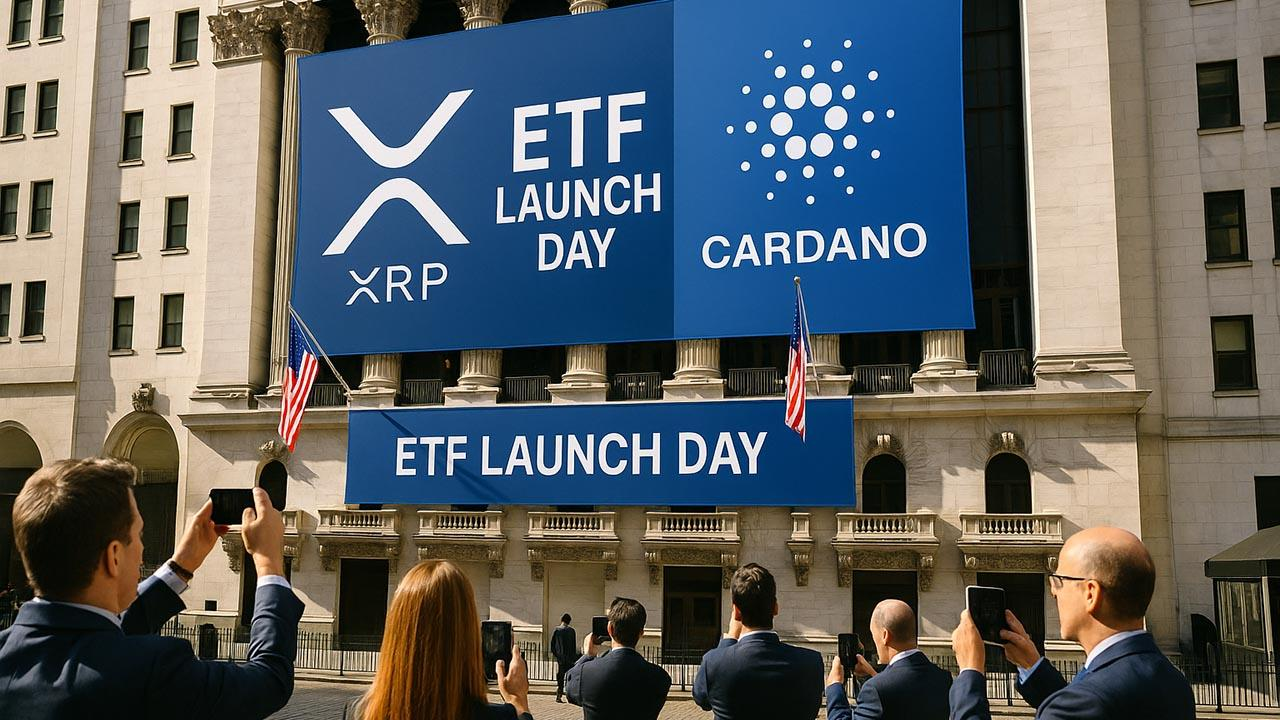 ETF
LAUNCH
DAY
XRP
CARDANO
ETF LAUNCH DAY